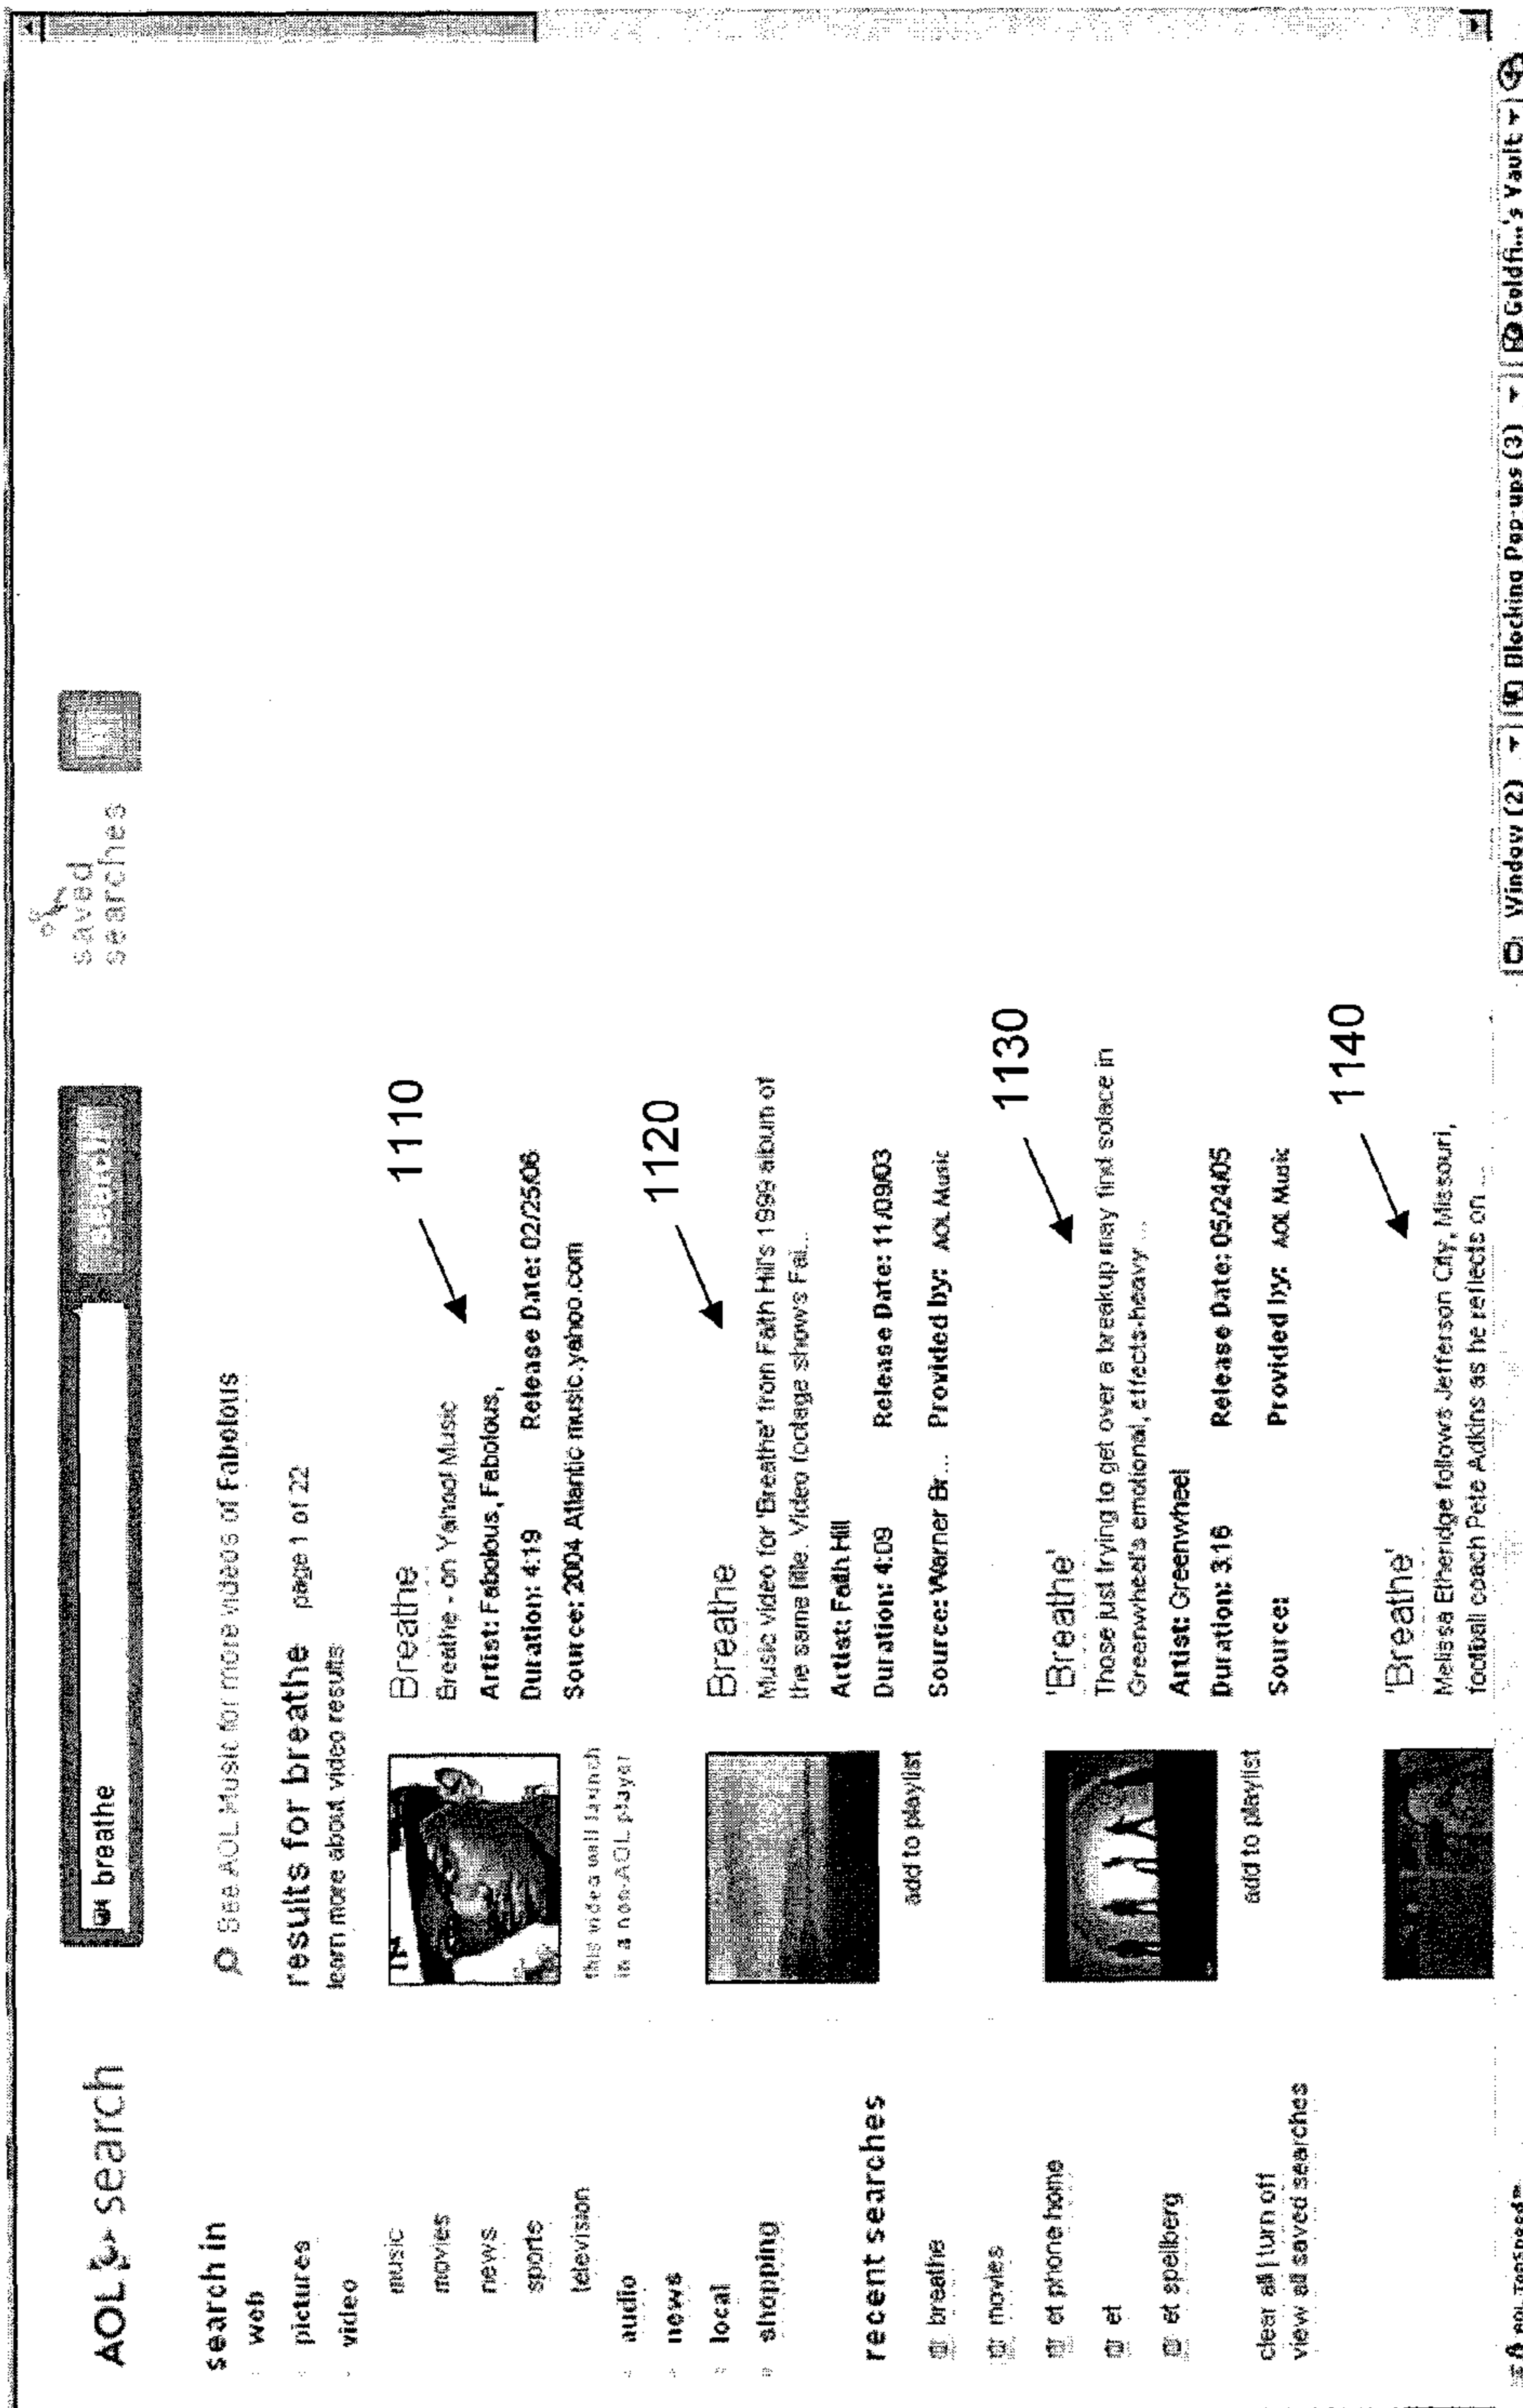 AOL search
breathe
search
saved
searches
search in
web
pictures
video
music
movies
news
sports
television
audio
news
local
shopping
recent searches
breathe
movies
et phone home
et
et spellberg
clear all | turn off
view all saved searches
See AOL Music for more videos of Fabolous
results for breathe page 1 of 22
learn more about video results
this video will launch
in a non-AOL player
Breathe
Breathe - on Yahoo! Music
Artist: Fabolous, Fabolous,
Duration: 4:19 Release Date: 02/25/06
Source: 2004 Atlantic music.yahoo.com
1110
add to playlist
Breathe
Music video for 'Breathe' from Faith Hill's 1999 album of
the same title. Video footage shows Fai...
Artist: Faith Hill
Duration: 4:09 Release Date: 11/09/03
Source: Warner Br... Provided by: AOL Music
1120
add to playlist
'Breathe'
Those just trying to get over a breakup may find solace in
Greenwheel's emotional, effects-heavy ...
Artist: Greenwheel
Duration: 3:16 Release Date: 05/24/05
Source: Provided by: AOL Music
1130
'Breathe'
Melissa Etheridge follows Jefferson City, Missouri,
football coach Pete Adkins as he reflects on ...
1140
AOL TopSpeed™
Window (2)
Blocking Pop-ups (3)
Goldfi...'s Vault